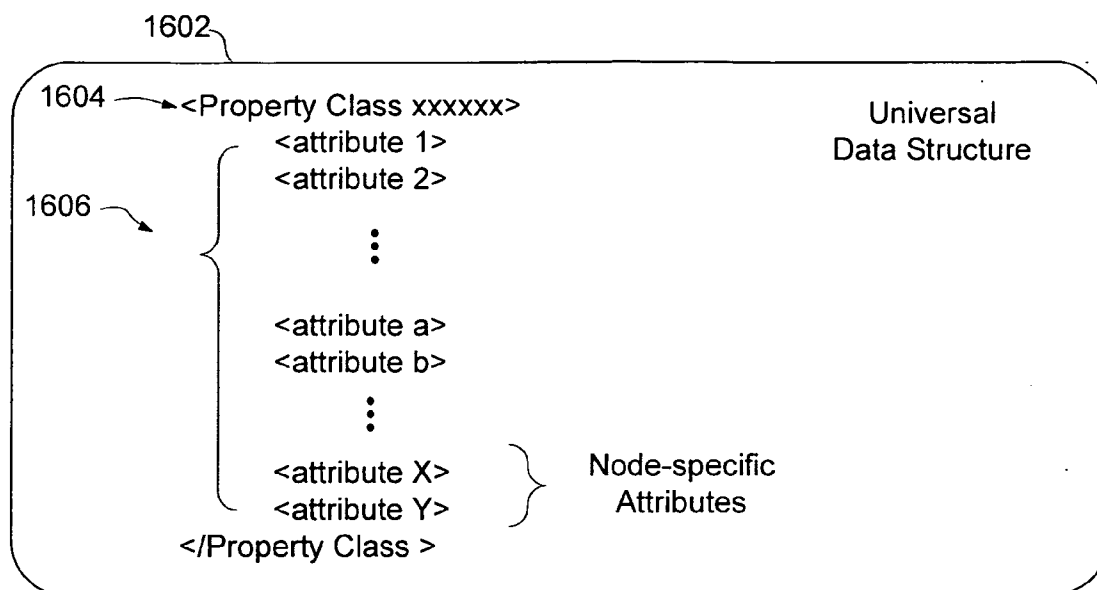 1602
1604
<Property Class xxxxxx>
Universal
Data Structure
<attribute 1>
<attribute 2>
1606
<attribute a>
<attribute b>
<attribute X>
<attribute Y>
Node-specific
Attributes
</Property Class >